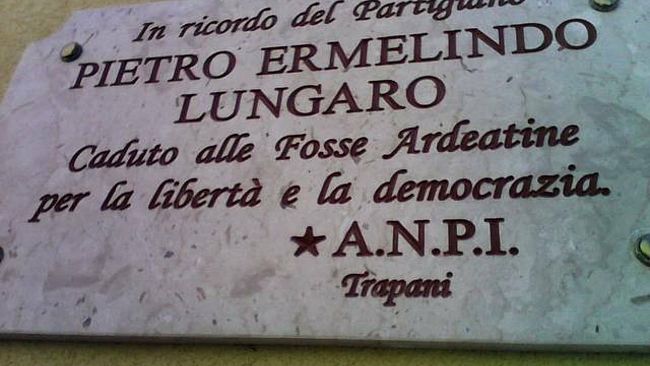 In ricordo del Partigiano
PIETRO ERMELINDO
LUNGARO
Caduto alle Fosse Ardeatine
per la libertà e la democrazia.
★ A.N.P.I.
Trapani